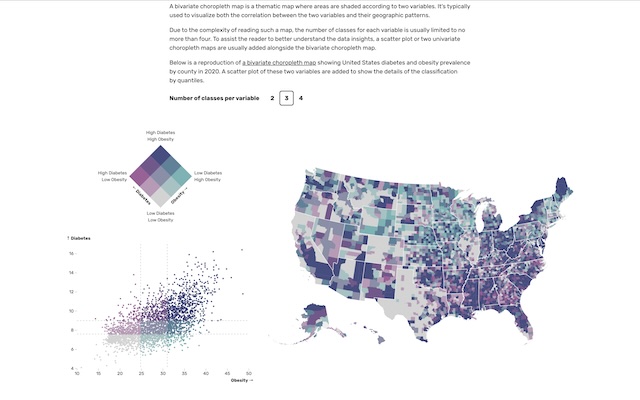 A bivariate choropleth map is a thematic map where areas are shaded according to two variables. It's typically
used to visualize both the correlation between the two variables and their geographic patterns.
Due to the complexity of reading such a map, the number of classes for each variable is usually limited to no
more than four. To assist the reader to better understand the data insights, a scatter plot or two univariate
choropleth maps are usually added alongside the bivariate choropleth map.
Below is a reproduction of a bivariate choropleth map showing United States diabetes and obesity prevalence
by county in 2020. A scatter plot of these two variables are added to show the details of the classification
by quantiles.
Number of classes per variable 2 3 4
High Diabetes
High Obesity
High Diabetes
Low Obesity
Low Diabetes
High Obesity
← Diabetes
Obesity →
Low Diabetes
Low Obesity
↑ Diabetes
16
14
12
10
8
6
4
10 15 20 25 30 35 40 45 50
Obesity →